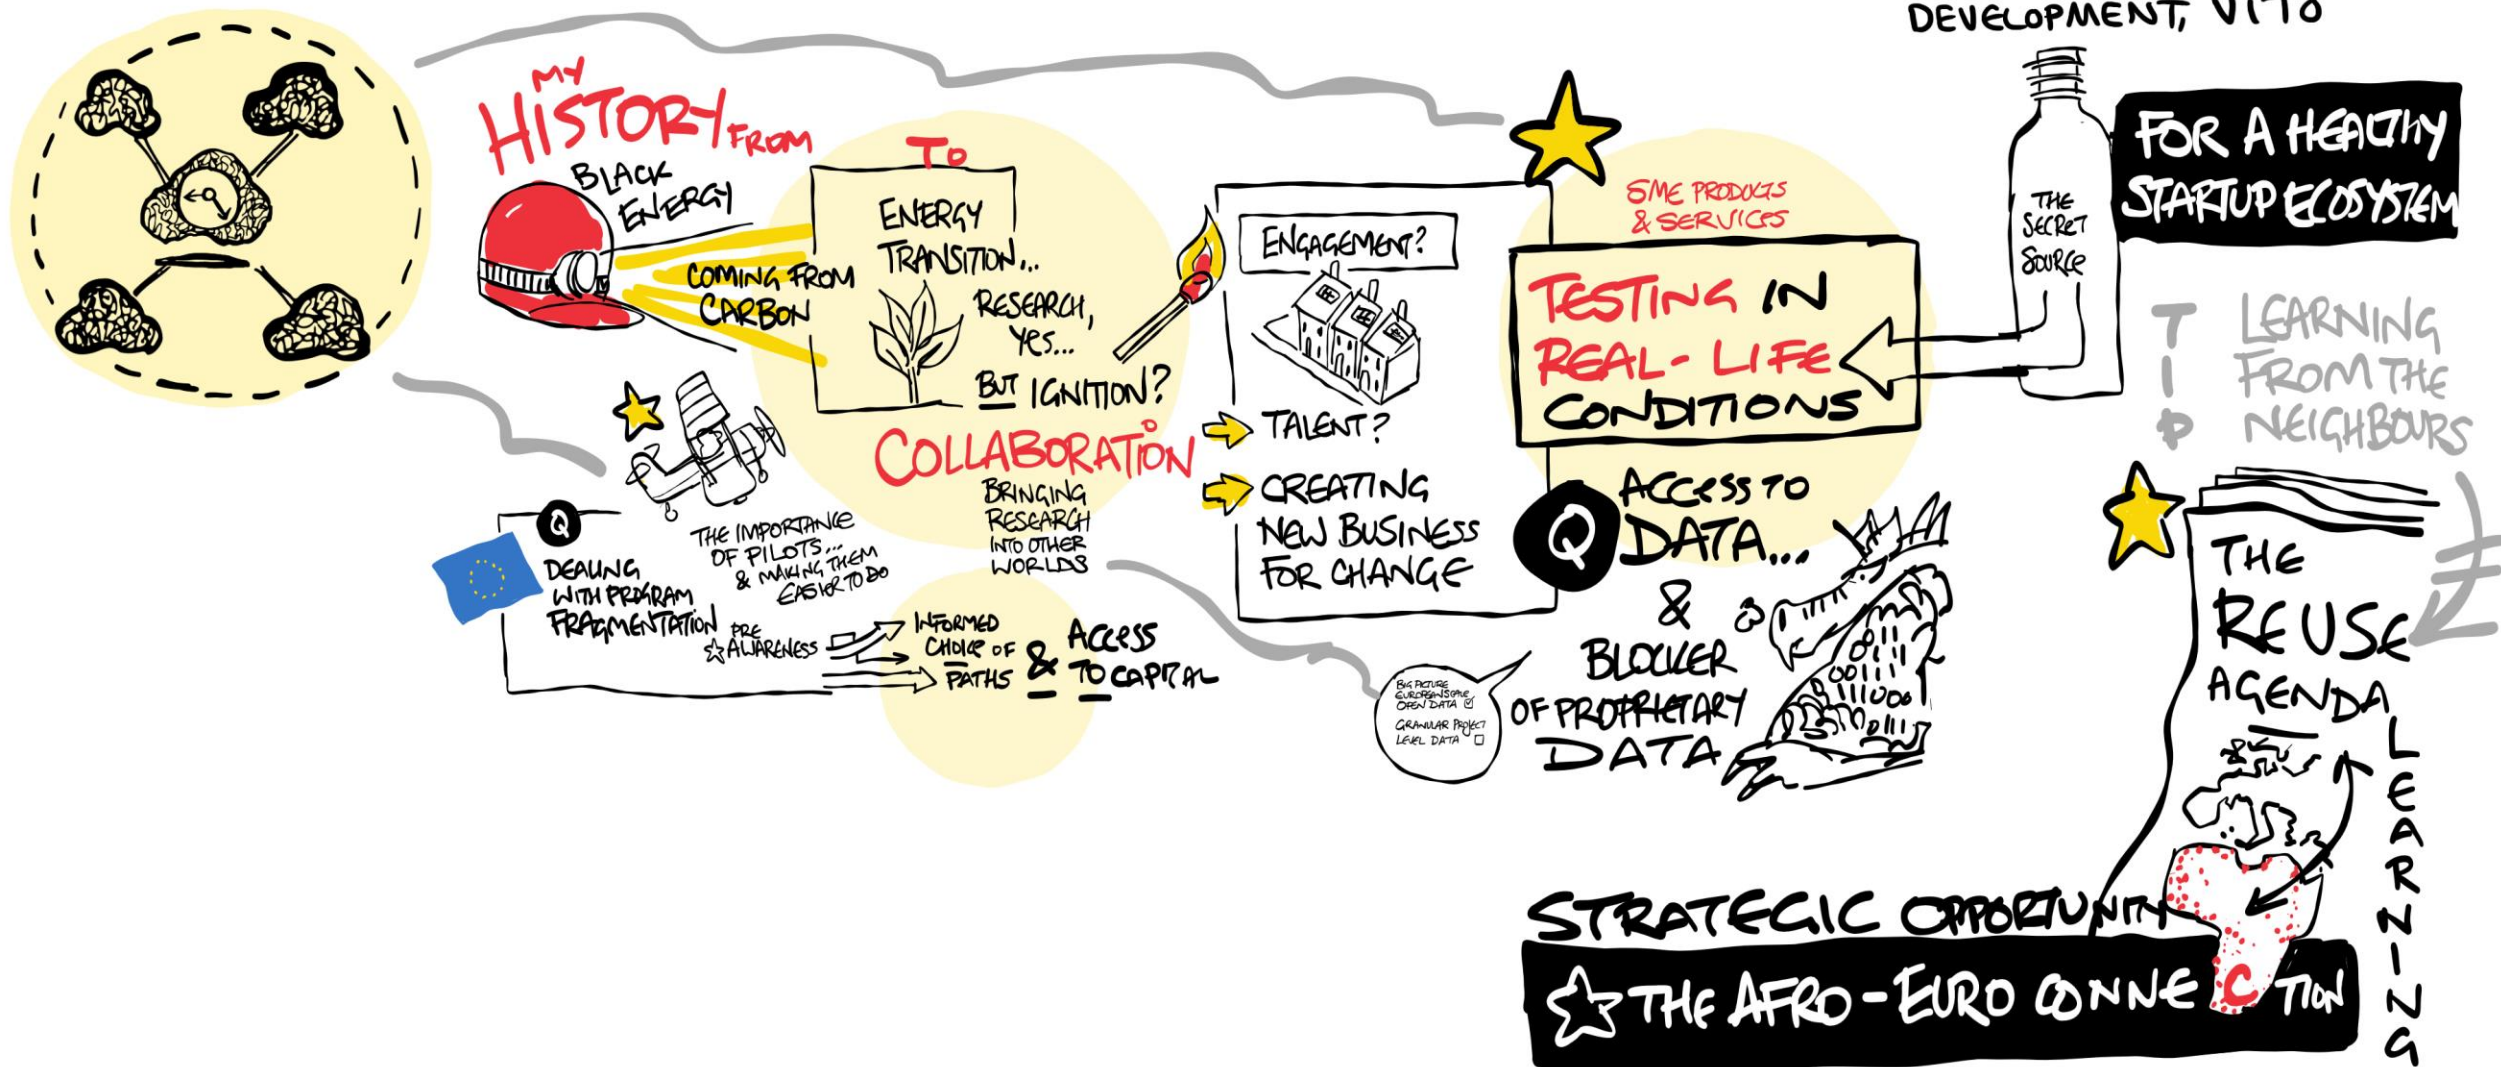 DEVELOPMENT, VITO
MY
HISTORY FROM
BLACK
ENERGY
COMING FROM
CARBON
TO
ENERGY
TRANSITION...
RESEARCH,
YES...
BUT IGNITION?
COLLABORATION
BRINGING
RESEARCH
INTO OTHER
WORLDS
THE IMPORTANCE
OF PILOTS...
& MAKING THEM
EASIER TO DO
Q
DEALING
WITH PROGRAM
FRAGMENTATION
PRE
AWARENESS
INFORMED
CHOICE OF
PATHS
&
ACCESS
TO CAPITAL
ENGAGEMENT?
TALENT?
CREATING
NEW BUSINESS
FOR CHANGE
SME PRODUCTS
& SERVICES
TESTING IN
REAL-LIFE
CONDITIONS
THE
SECRET
SOURCE
FOR A HEALTHY
STARTUP ECOSYSTEM
TIP
LEARNING
FROM THE
NEIGHBOURS
Q
ACCESS TO
DATA...
&
BLOCKER
OF PROPRIETARY
DATA
BIG PICTURE
EUROPEAN SCALE
OPEN DATA
GRANULAR PROJECT
LEVEL DATA
THE
REUSE
AGENDA
LEARNING
STRATEGIC OPPORTUNITY
THE AFRO-EURO CONNECTION